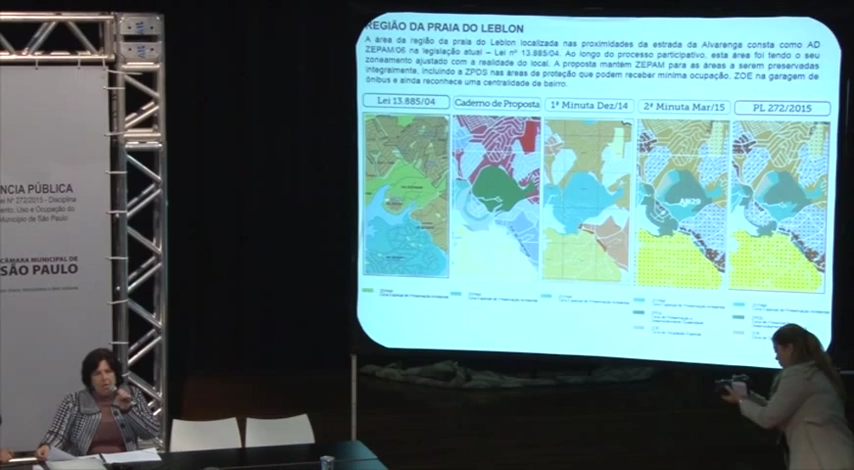 REGIÃO DA PRAIA DO LEBLON
A área da região da praia do Leblon localizada nas proximidades da estrada da Alvarenga consta como AD
ZEPAM/06 na legislação atual – Lei nº 13.885/04. Ao longo do processo participativo, esta área foi tendo o seu
zoneamento ajustado com a realidade do local. A proposta mantém ZEPAM para as áreas a serem preservadas
integralmente, incluindo a ZPDS nas áreas de proteção que podem receber mínima ocupação, ZOE na garagem de
ônibus e ainda reconhece uma centralidade de bairro.
Lei 13.885/04 Caderno de Proposta 1ª Minuta Dez/14 2ª Minuta Mar/15 PL 272/2015
NCIA PÚBLICA
ei Nº 272/2015 - Disciplina
ento, Uso e Ocupação do
Município de São Paulo
CÂMARA MUNICIPAL DE
SÃO PAULO